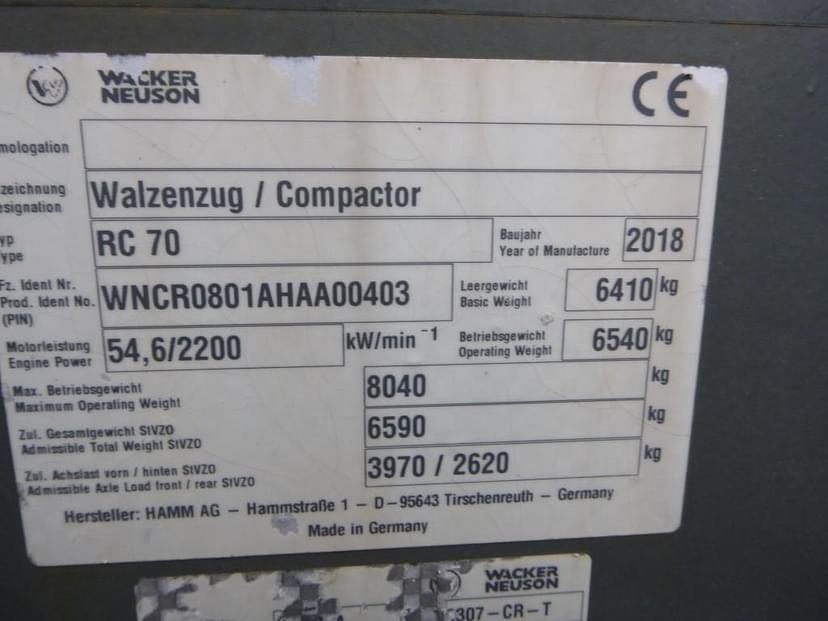 WACKER
NEUSON
CE
mologation
zeichnung
esignation
Walzenzug / Compactor
yp
ype
RC 70
Baujahr
Year of Manufacture
2018
Fz. Ident Nr.
Prod. Ident No.
(PIN)
WNCR0801AHAA00403
Leergewicht
Basic Weight
6410 kg
Motorleistung
Engine Power
54,6/2200 kW/min -1
Betriebsgewicht
Operating Weight
6540 kg
Max. Betriebsgewicht
Maximum Operating Weight
8040 kg
Zul. Gesamtgewicht StVZO
Admissible Total Weight StVZO
6590 kg
Zul. Achslast vorn / hinten StVZO
Admissible Axle Load front / rear StVZO
3970 / 2620 kg
Hersteller: HAMM AG – Hammstraße 1 – D–95643 Tirschenreuth – Germany
Made in Germany
WACKER
NEUSON
307–CR–T